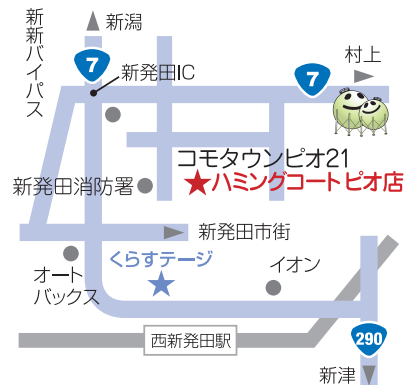 新新バイパス
新潟
7
新発田IC
7
村上
コモタウンピオ21
新発田消防署
★ハミングコートピオ店
新発田市街
くらすテージ
オート
バックス
イオン
西新発田駅
290
新津